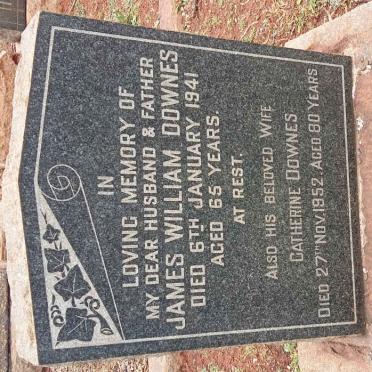 IN
LOVING MEMORY OF
MY DEAR HUSBAND & FATHER
JAMES WILLIAM DOWNES
DIED 6TH JANUARY 1941
AGED 65 YEARS.
AT REST.
ALSO HIS BELOVED WIFE
CATHERINE DOWNES
DIED 27TH NOV. 1952 AGED 80 YEARS